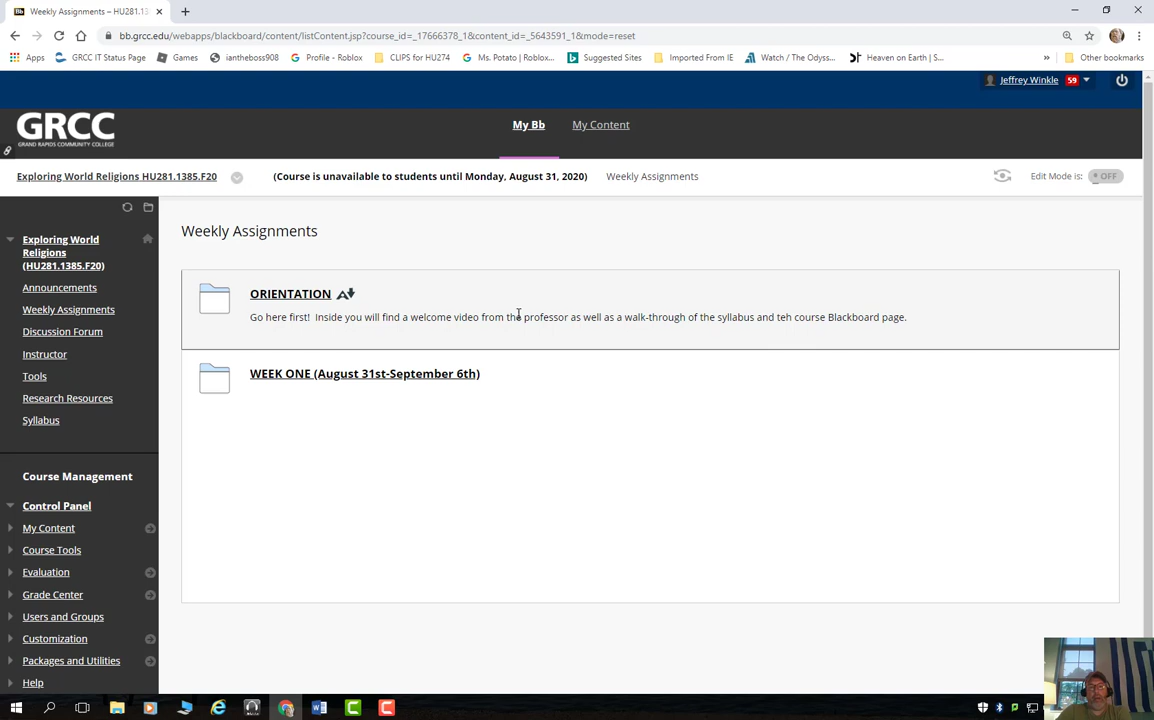 Weekly Assignments – HU281.13
bb.grcc.edu/webapps/blackboard/content/listContent.jsp?course_id=_17666378_1&content_id=_5643591_1&mode=reset
Apps GRCC IT Status Page Games iantheboss908 Profile - Roblox CLIPS for HU274 Ms. Potato | Roblox... Suggested Sites Imported From IE Watch / The Odyss... Heaven on Earth | S... » Other bookmarks
Jeffrey Winkle 59
GRCC
GRAND RAPIDS COMMUNITY COLLEGE
My Bb My Content
Exploring World Religions HU281.1385.F20 (Course is unavailable to students until Monday, August 31, 2020) Weekly Assignments Edit Mode is: OFF
Weekly Assignments
Exploring World
Religions
(HU281.1385.F20)
Announcements
Weekly Assignments
Discussion Forum
Instructor
Tools
Research Resources
Syllabus
Course Management
Control Panel
My Content
Course Tools
Evaluation
Grade Center
Users and Groups
Customization
Packages and Utilities
Help
ORIENTATION
Go here first! Inside you will find a welcome video from the professor as well as a walk-through of the syllabus and teh course Blackboard page.
WEEK ONE (August 31st-September 6th)